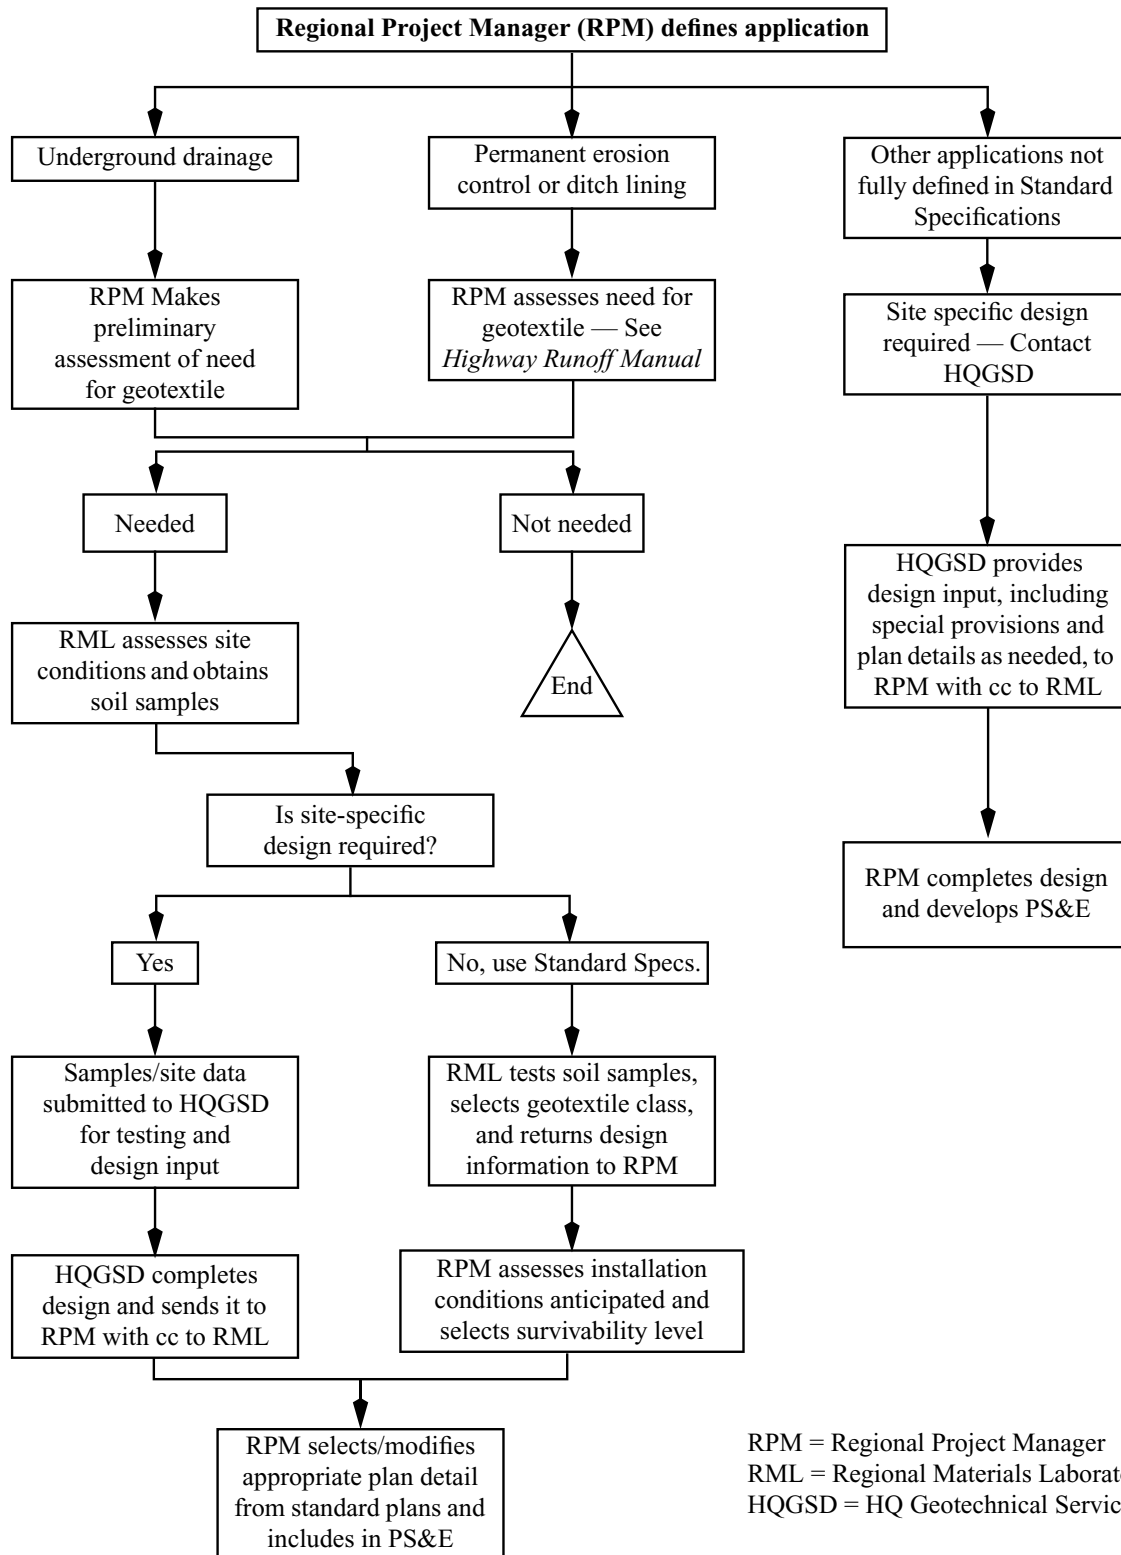 Regional Project Manager (RPM) defines application
Underground drainage
Permanent erosion
control or ditch lining
Other applications not
fully defined in Standard
Specifications
RPM Makes
preliminary
assessment of need
for geotextile
RPM assesses need for
geotextile — See
Highway Runoff Manual
Site specific design
required — Contact
HQGSD
Needed
Not needed
HQGSD provides
design input, including
special provisions and
plan details as needed, to
RPM with cc to RML
RML assesses site
conditions and obtains
soil samples
End
Is site-specific
design required?
RPM completes design
and develops PS&E
Yes
No, use Standard Specs.
Samples/site data
submitted to HQGSD
for testing and
design input
RML tests soil samples,
selects geotextile class,
and returns design
information to RPM
HQGSD completes
design and sends it to
RPM with cc to RML
RPM assesses installation
conditions anticipated and
selects survivability level
RPM selects/modifies
appropriate plan detail
from standard plans and
includes in PS&E
RPM = Regional Project Manager
RML = Regional Materials
HQGSD = HQ Geotechnical